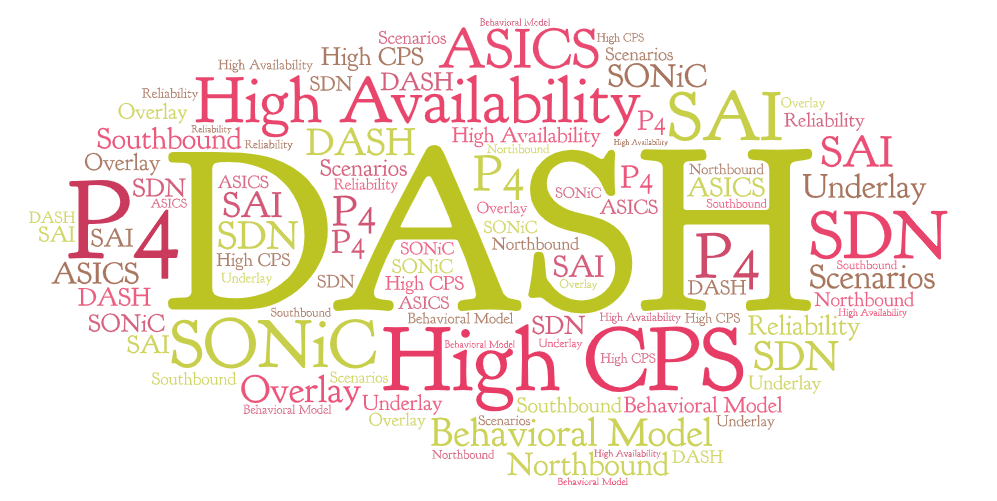 Behavioral Model
Scenarios
ASICS
High CPS
High CPS
Scenarios
High Availability
SDN
DASH
SONiC
Reliability
High Availability
SAI
Overlay
Overlay
P4
Reliability
Southbound
Reliability
Reliability
DASH
High Availability
High Availability
Northbound
SAI
Overlay
Scenarios
P4
P4
Northbound
DASH
SDN
ASICS
Reliability
SONiC
ASICS
Underlay
P4
ASICS
SAI
P4
Overlay
ASICS
Southbound
DASH
SAI
SAI
SDN
P4
SONiC
Northbound
SDN
ASICS
High CPS
SONiC
SONiC
SAI
P4
Southbound
Underlay
SDN
High CPS
Overlay
DASH
Scenarios
DASH
ASICS
Northbound
SONiC
Southbound
Behavioral Model
SDN
High Availability
High CPS
High Availability
Reliability
SAI
SONiC
High CPS
Behavioral Model
Underlay
High CPS
SDN
Southbound
Scenarios
Underlay
Overlay
Underlay
Southbound
Behavioral Model
Behavioral Model
Overlay
Scenarios
Underlay
Behavioral Model
Northbound
High Availability
DASH
Northbound
Behavioral Model